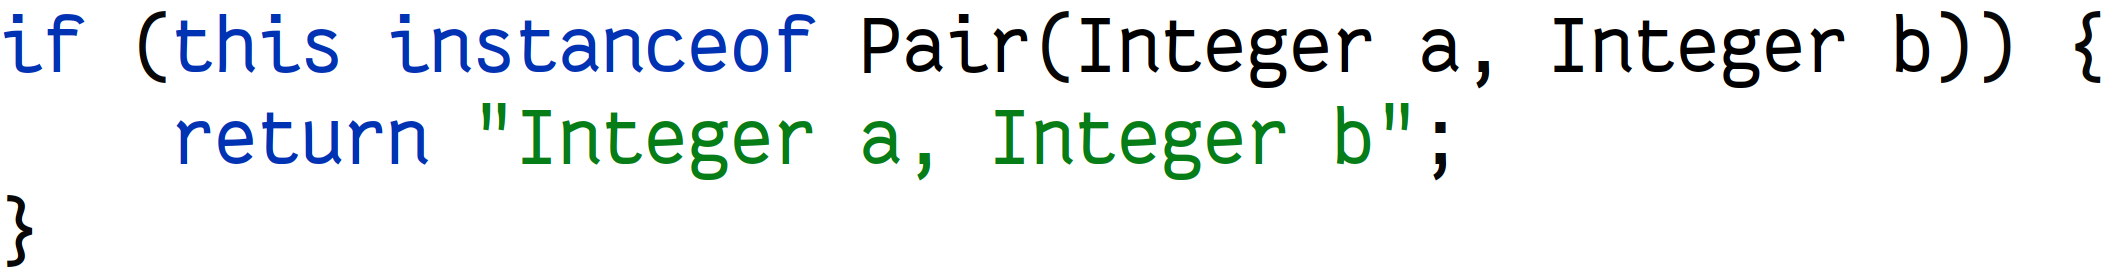 if (this instanceof Pair(Integer a, Integer b)) {
    return "Integer a, Integer b";
}